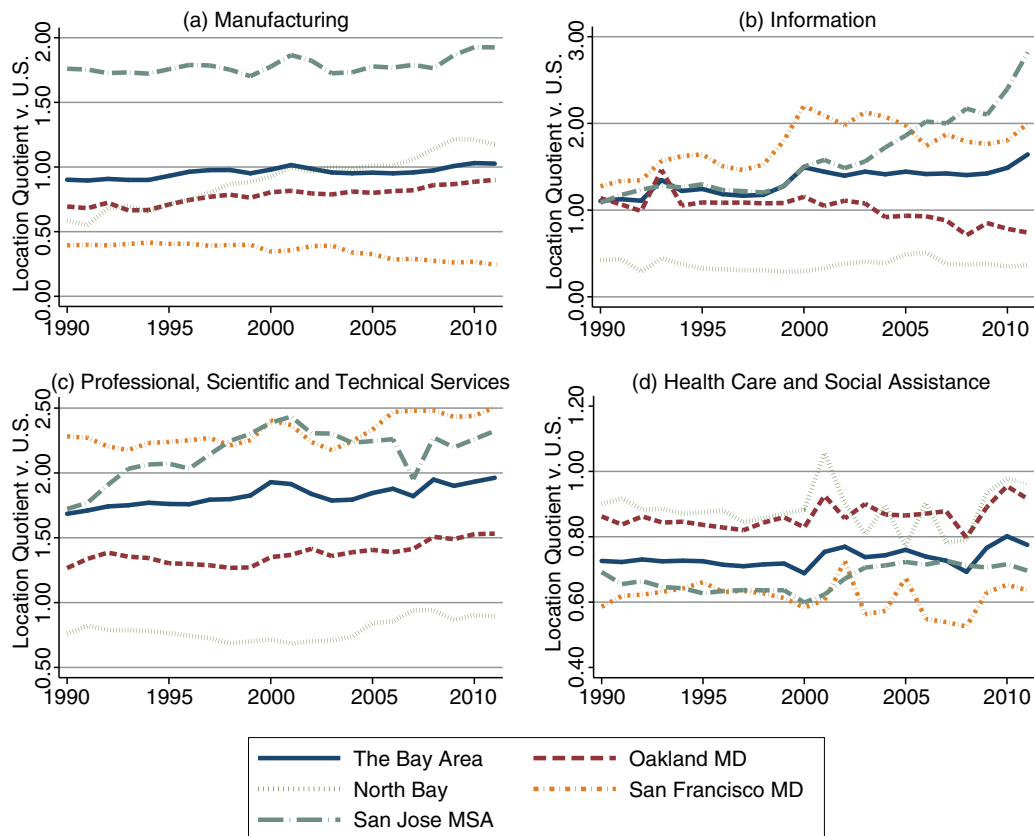 (a) Manufacturing
Location Quotient v. U.S.
0.00 0.50 1.00 1.50 2.00
1990 1995 2000 2005 2010
(b) Information
Location Quotient v. U.S.
0.00 1.00 2.00 3.00
1990 1995 2000 2005 2010
(c) Professional, Scientific and Technical Services
Location Quotient v. U.S.
0.50 1.00 1.50 2.00 2.50
1990 1995 2000 2005 2010
(d) Health Care and Social Assistance
Location Quotient v. U.S.
0.40 0.60 0.80 1.00 1.20
1990 1995 2000 2005 2010
The Bay Area Oakland MD
North Bay San Francisco MD
San Jose MSA